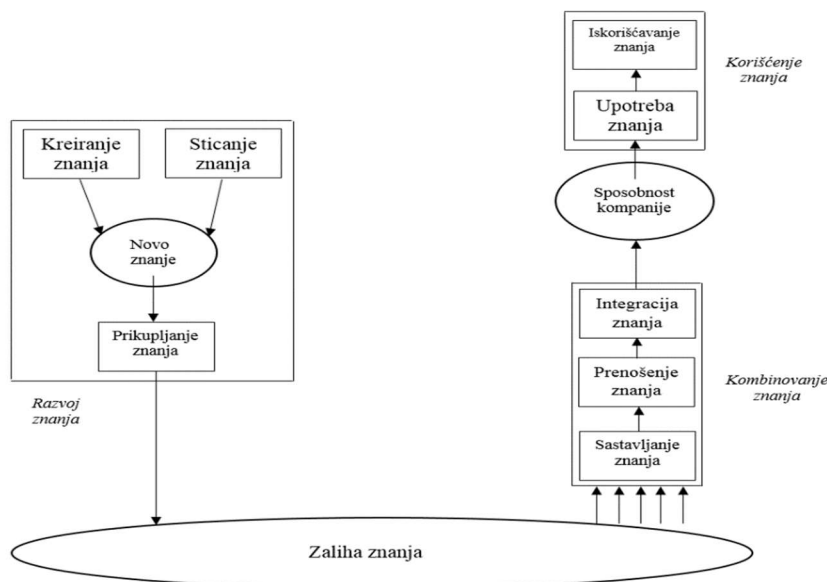 Kreiranje
znanja
Sticanje
znanja
Novo
znanje
Prikupljanje
znanja
Razvoj
znanja
Zaliha znanja
Sastavljanje
znanja
Prenošenje
znanja
Integracija
znanja
Kombinovanje
znanja
Sposobnost
kompanije
Upotreba
znanja
Iskorišćavanje
znanja
Korišćenje
znanja